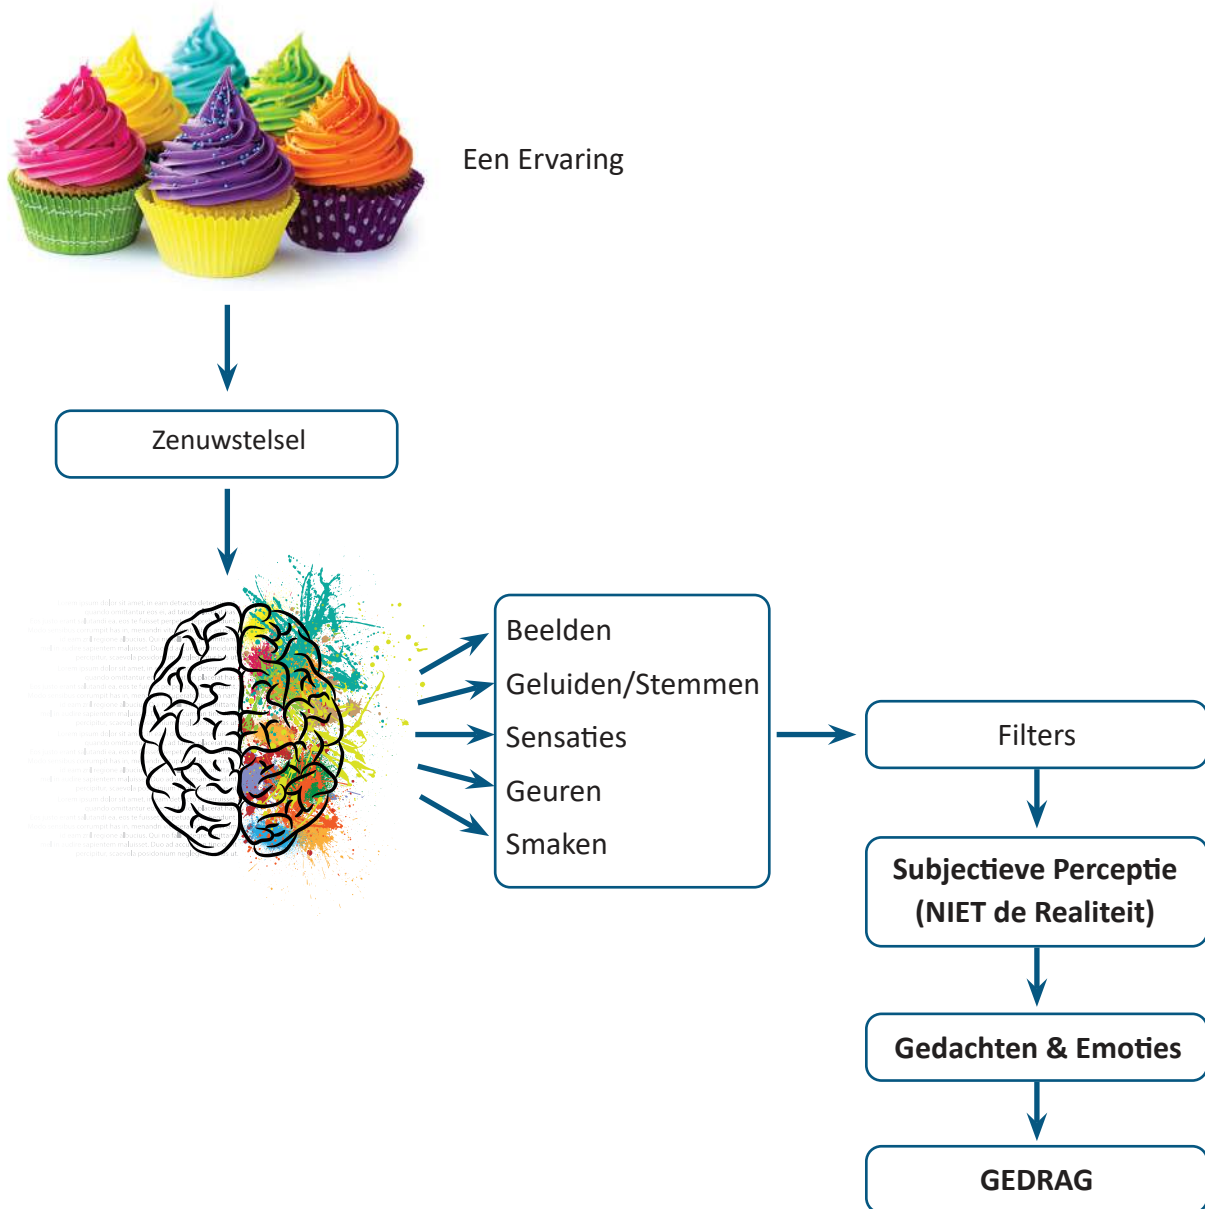 Een Ervaring
Zenuwstelsel
Beelden
Geluiden/Stemmen
Sensaties
Geuren
Smaken
Filters
Subjectieve Perceptie
(NIET de Realiteit)
Gedachten & Emoties
GEDRAG